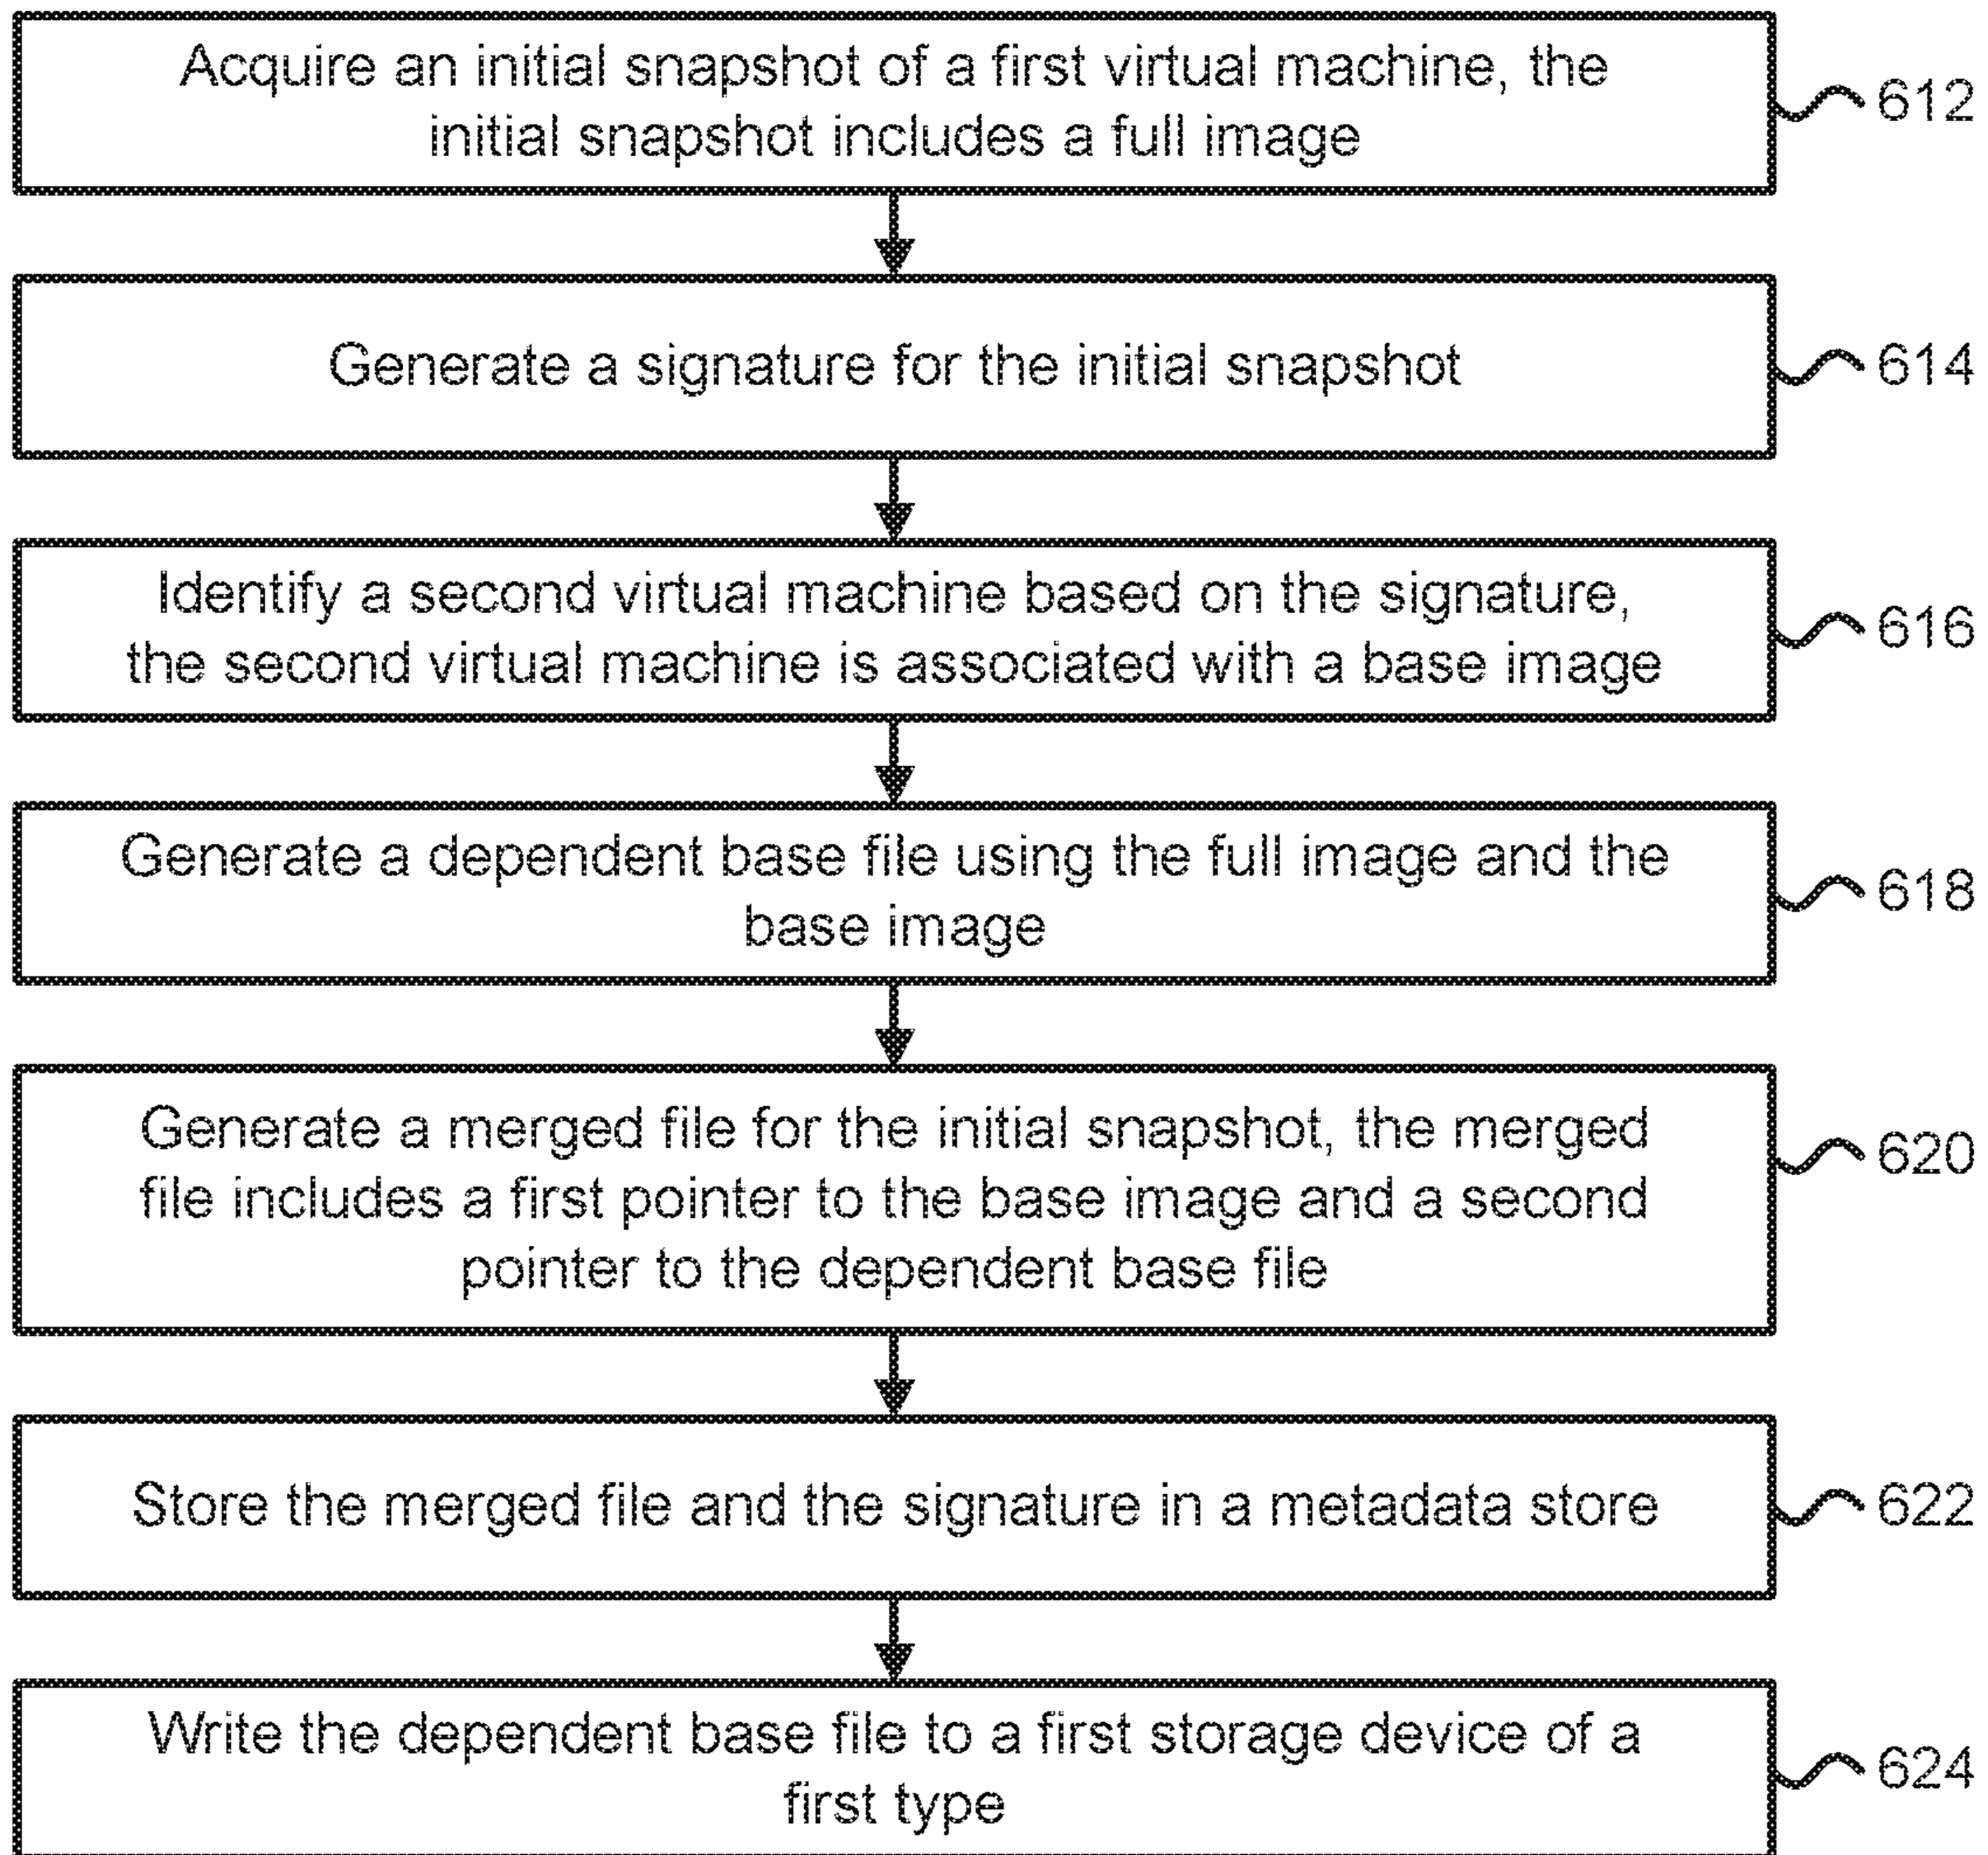 Acquire an initial snapshot of a first virtual machine, the
initial snapshot includes a full image
612
Generate a signature for the initial snapshot
614
Identify a second virtual machine based on the signature,
the second virtual machine is associated with a base image
616
Generate a dependent base file using the full image and the
base image
618
Generate a merged file for the initial snapshot, the merged
file includes a first pointer to the base image and a second
pointer to the dependent base file
620
Store the merged file and the signature in a metadata store
622
Write the dependent base file to a first storage device of a
first type
624